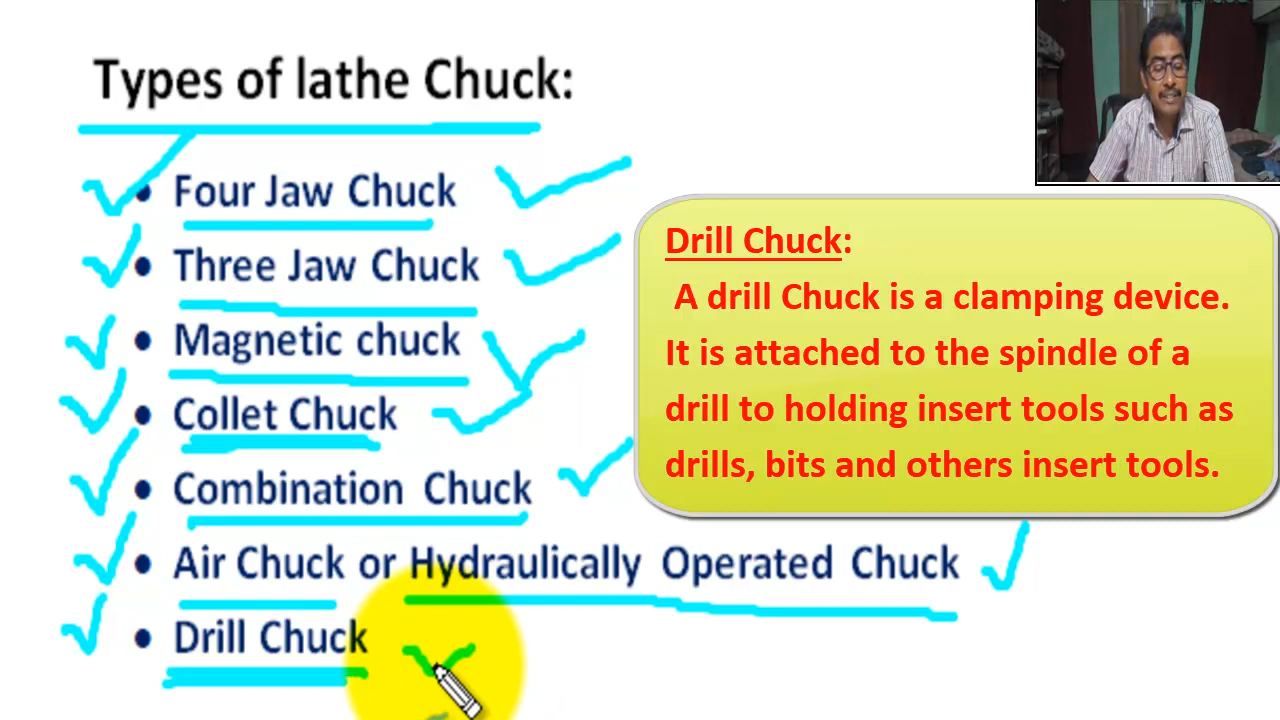 Types of lathe Chuck:
• Four Jaw Chuck
• Three Jaw Chuck
• Magnetic chuck
• Collet Chuck
• Combination Chuck
• Air Chuck or Hydraulically Operated Chuck
• Drill Chuck
Drill Chuck:
A drill Chuck is a clamping device.
It is attached to the spindle of a
drill to holding insert tools such as
drills, bits and others insert tools.